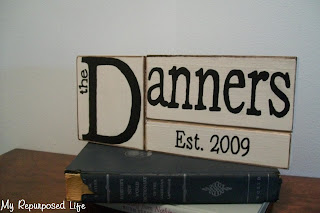 the
Danners
Est. 2009
My Repurposed Life